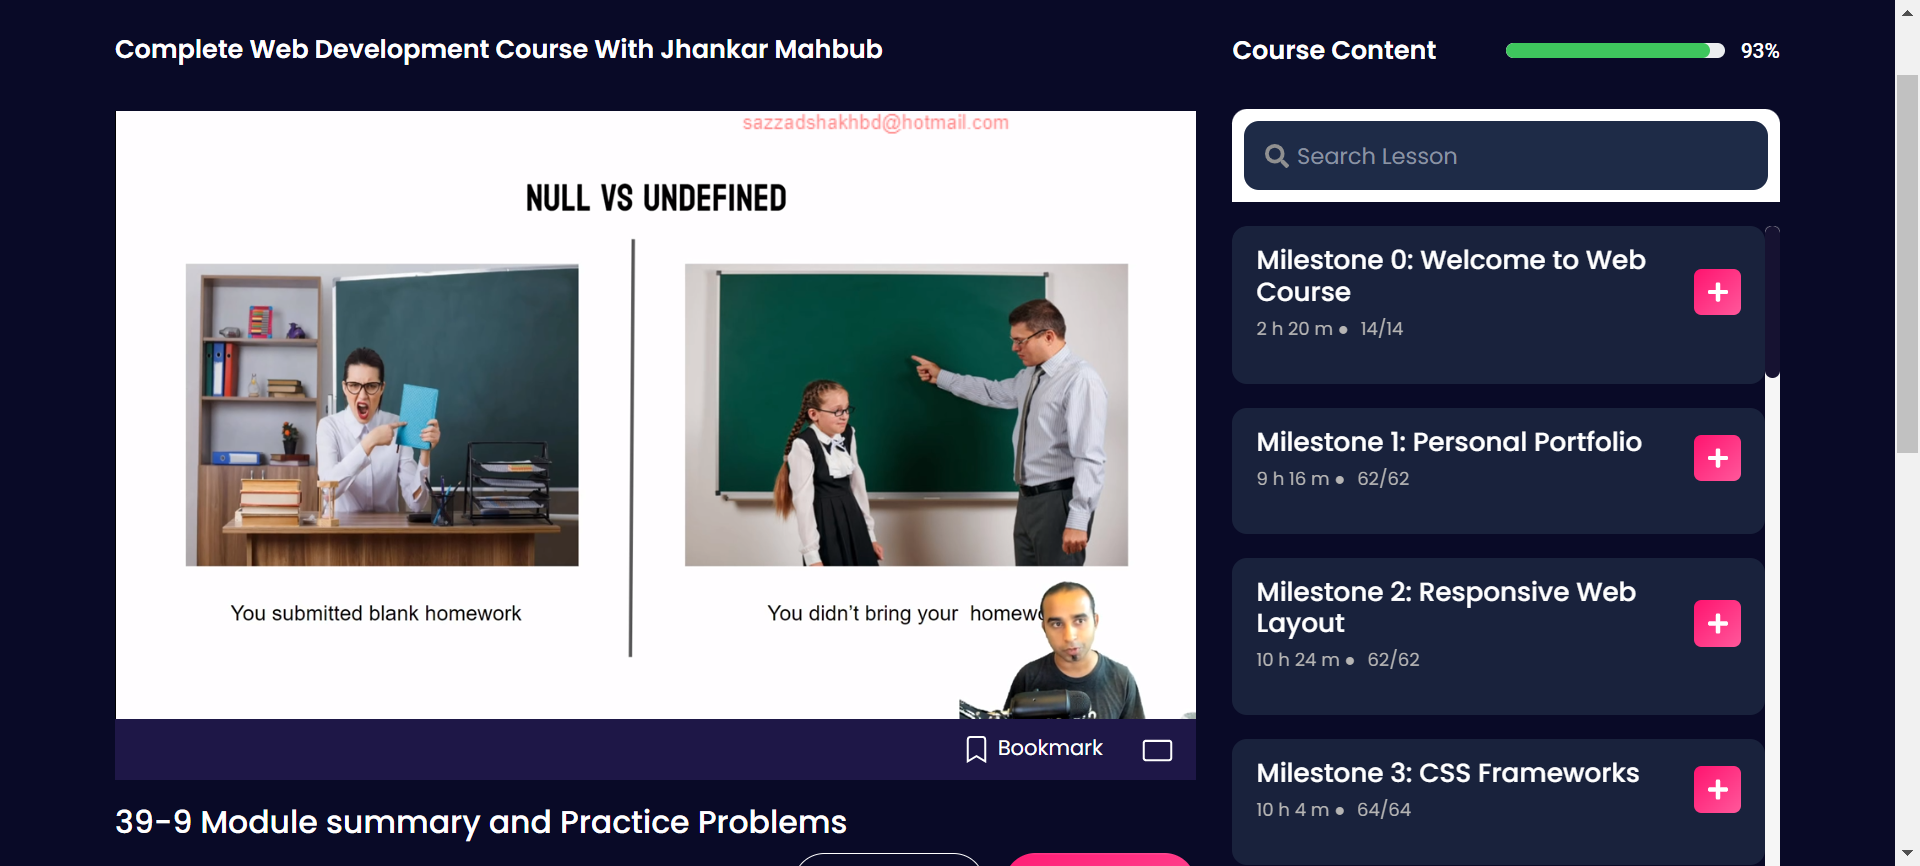 Complete Web Development Course With Jhankar Mahbub
Course Content
93%
sazzadshakhbd@hotmail.com
NULL VS UNDEFINED
You submitted blank homework
You didn't bring your homew
Bookmark
39-9 Module summary and Practice Problems
Search Lesson
Milestone 0: Welcome to Web
Course
2 h 20 m ● 14/14
Milestone 1: Personal Portfolio
9 h 16 m ● 62/62
Milestone 2: Responsive Web
Layout
10 h 24 m ● 62/62
Milestone 3: CSS Frameworks
10 h 4 m ● 64/64